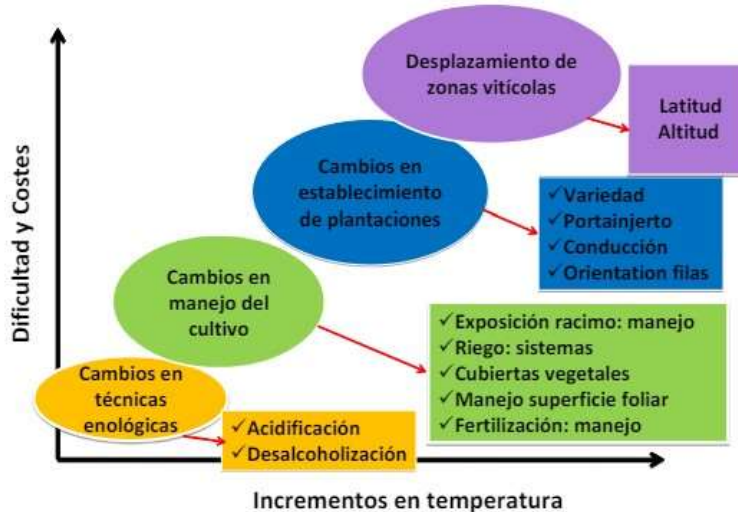 Dificultad y Costes
Desplazamiento de
zonas vitícolas
Latitud
Altitud
Cambios en
establecimiento
de plantaciones
✓Variedad
✓Portainjerto
✓Conducción
✓Orientation filas
Cambios en
manejo del
cultivo
✓Exposición racimo: manejo
✓Riego: sistemas
✓Cubiertas vegetales
✓Manejo superficie foliar
✓Fertilización: manejo
Cambios en
técnicas
enológicas
✓Acidificación
✓Desalcoholización
Incrementos en temperatura